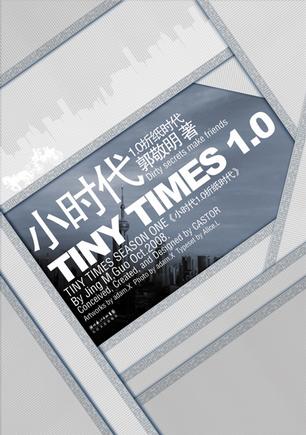 小时代
1.0折纸时代
郭敬明 著
Dirty secrets make friends
TINY TIMES 1.0
TINY TIMES SEASON ONE《小时代1.0折纸时代》
By Jing M.Guo Oct.2008.
Conceived, Created, and Designed by CASTOR
Artworks by adam.X Photo by adam.X Typeset by Alice.L